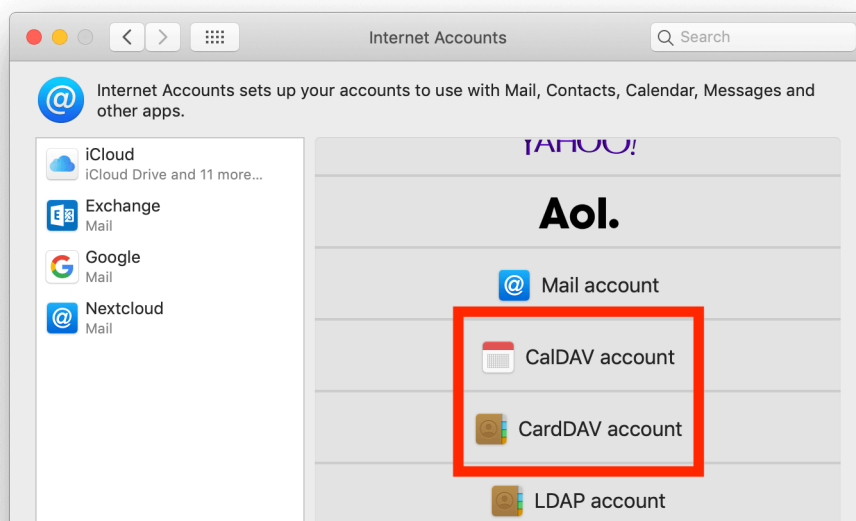 Internet Accounts
Search
Internet Accounts sets up your accounts to use with Mail, Contacts, Calendar, Messages and
other apps.
iCloud
iCloud Drive and 11 more...
Exchange
Mail
Google
Mail
Nextcloud
Mail
YAHOO!
Aol.
Mail account
CalDAV account
CardDAV account
LDAP account